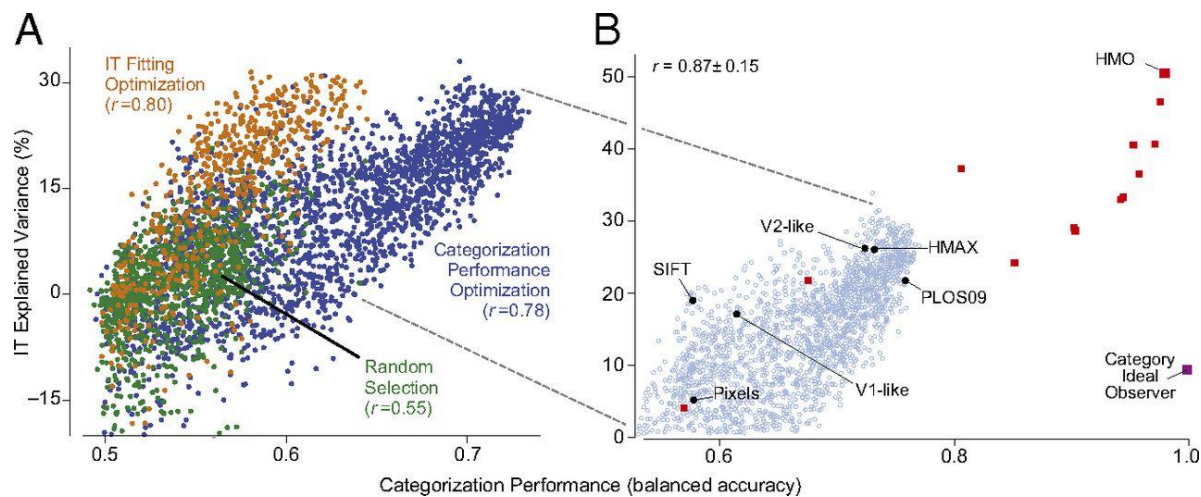 A
IT Explained Variance (%)
30
15
0
−15
0.5
0.6
0.7
IT Fitting
Optimization
(r=0.80)
Categorization
Performance
Optimization
(r=0.78)
Random
Selection
(r=0.55)
B
r = 0.87± 0.15
50
40
30
20
10
0
0.6
0.8
1.0
HMO
V2-like
HMAX
SIFT
PLOS09
V1-like
Pixels
Category
Ideal
Observer
Categorization Performance (balanced accuracy)